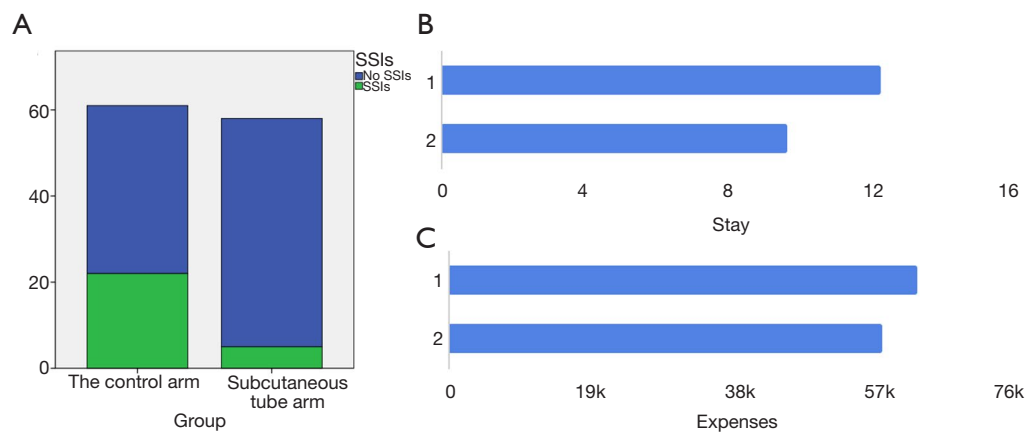 A
SSIs
No SSIs
SSIs
60
40
20
0
The control arm
Subcutaneous
tube arm
Group
B
1
2
0 4 8 12 16
Stay
C
1
2
0 19k 38k 57k 76k
Expenses